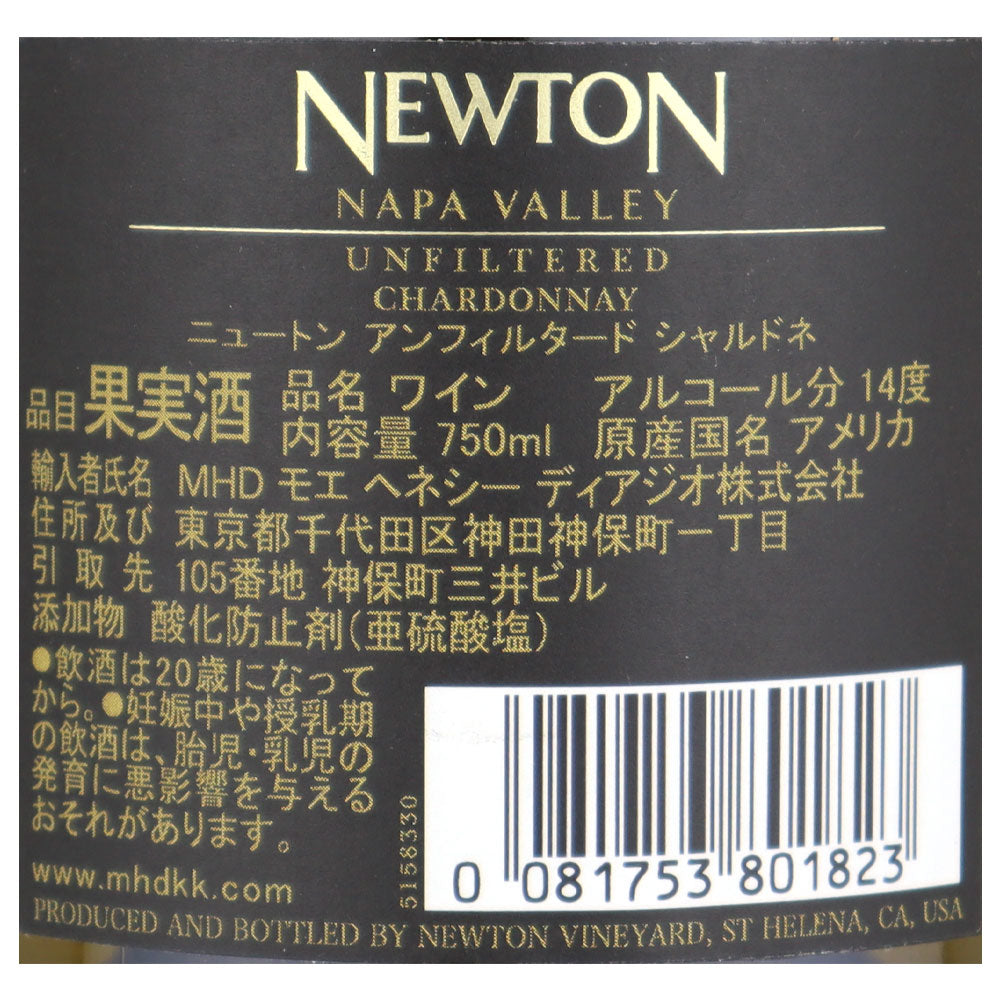 NEWTON
NAPA VALLEY
UNFILTERED
CHARDONNAY
ニュートン アンフィルタード シャルドネ
品目 果実酒 品名 ワイン アルコール分 14度
内容量 750ml 原産国名 アメリカ
輸入者氏名 MHD モエ ヘネシー ディアジオ株式会社
住所及び 東京都千代田区神田神保町一丁目
引取先 105番地 神保町三井ビル
添加物 酸化防止剤(亜硫酸塩)
●飲酒は20歳になって
から。●妊娠中や授乳期
の飲酒は、胎児・乳児の
発育に悪影響を与える
おそれがあります。
www.mhdkk.com
5158330
0 081753 801823
PRODUCED AND BOTTLED BY NEWTON VINEYARD, ST HELENA, CA, USA